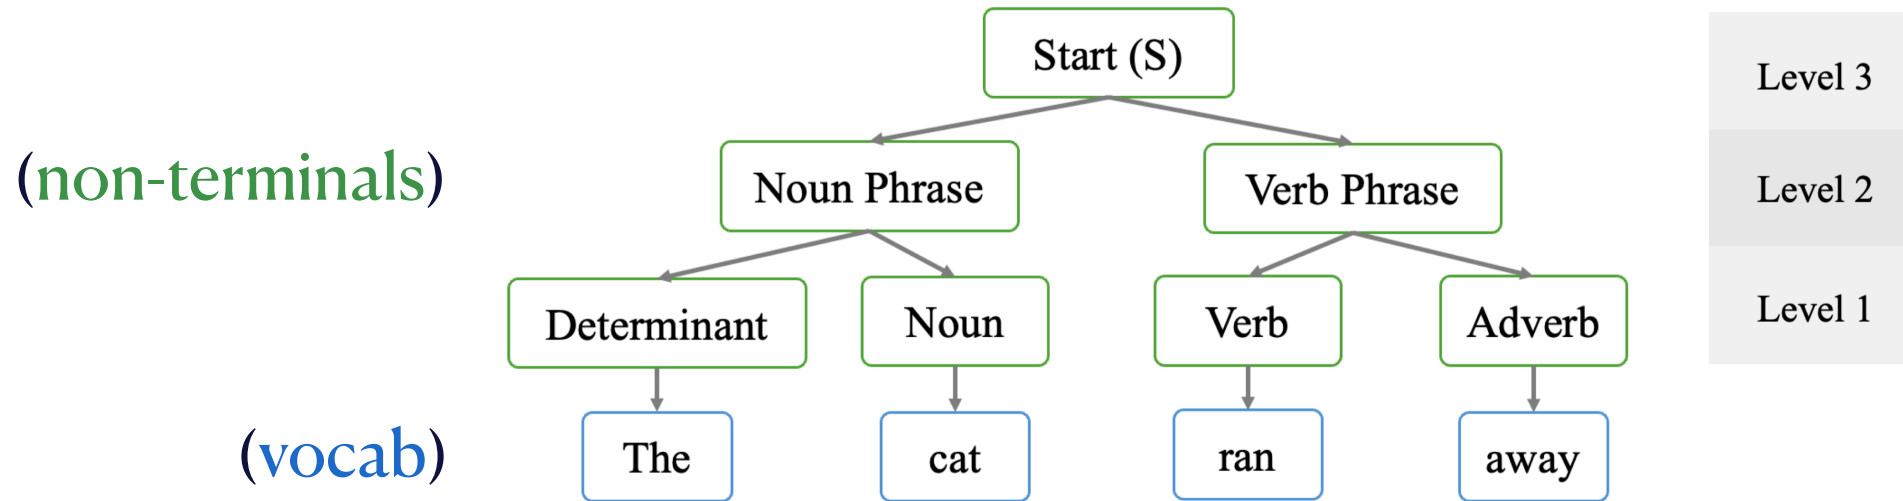 Start (S)
Level 3
(non-terminals)
Noun Phrase
Verb Phrase
Level 2
Determinant
Noun
Verb
Adverb
Level 1
(vocab)
The
cat
ran
away